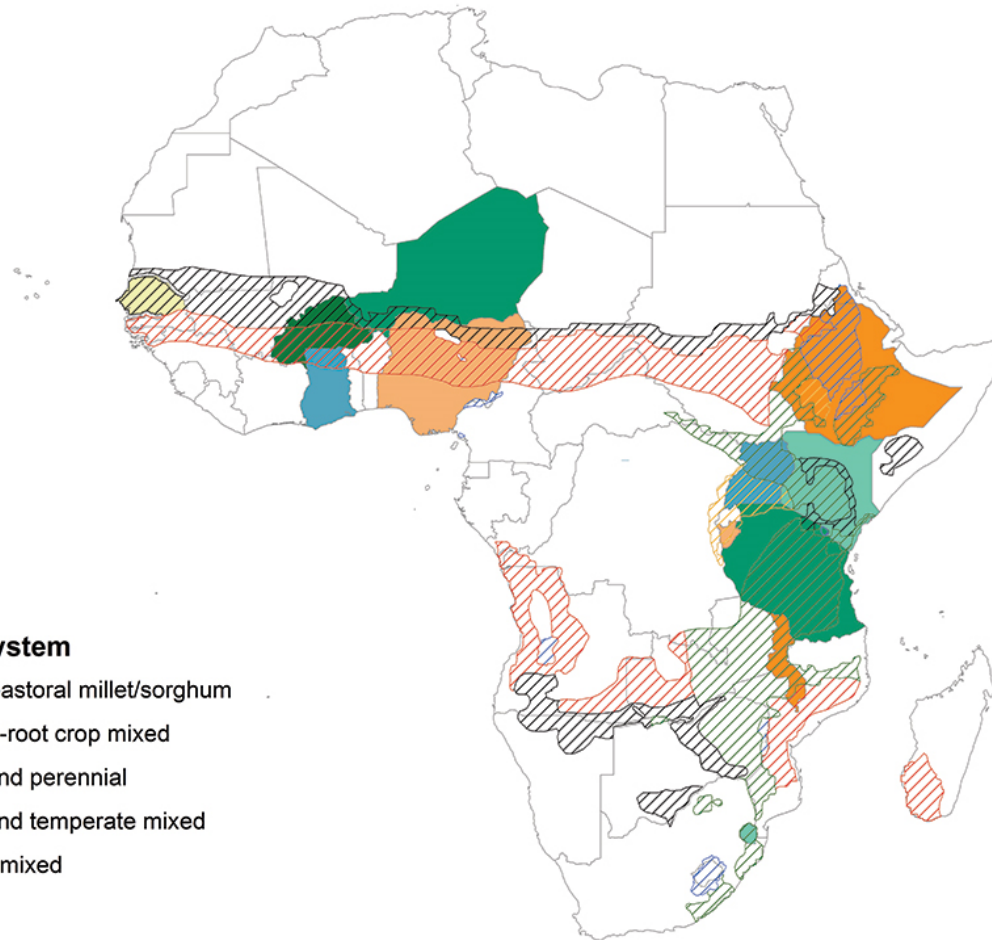 ystem
astoral millet/sorghum
-root crop mixed
nd perennial
nd temperate mixed
mixed